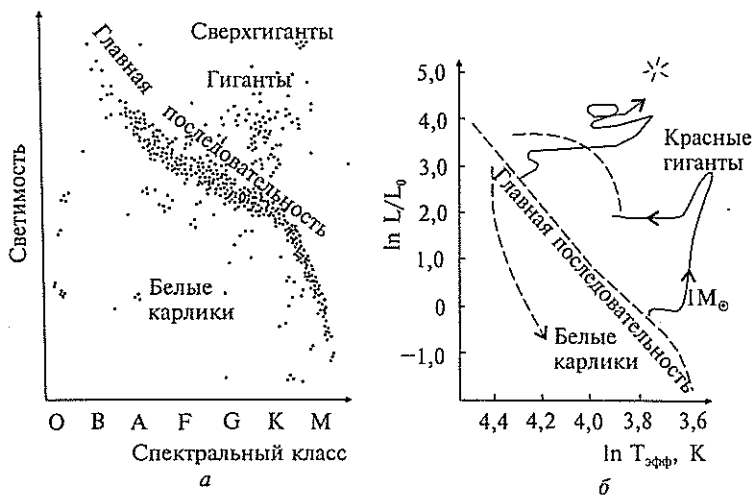 Светимость
Главная
последовательность
Сверхгиганты
Гиганты
Белые
карлики
O B A F G K M
Спектральный класс
а
ln L/L₀
5,0
4,0
3,0
2,0
1,0
0
−1,0
Главная последовательность
Красные
гиганты
1M⊙
Белые
карлики
4,4 4,2 4,0 3,8 3,6
ln Tэфф, K
б